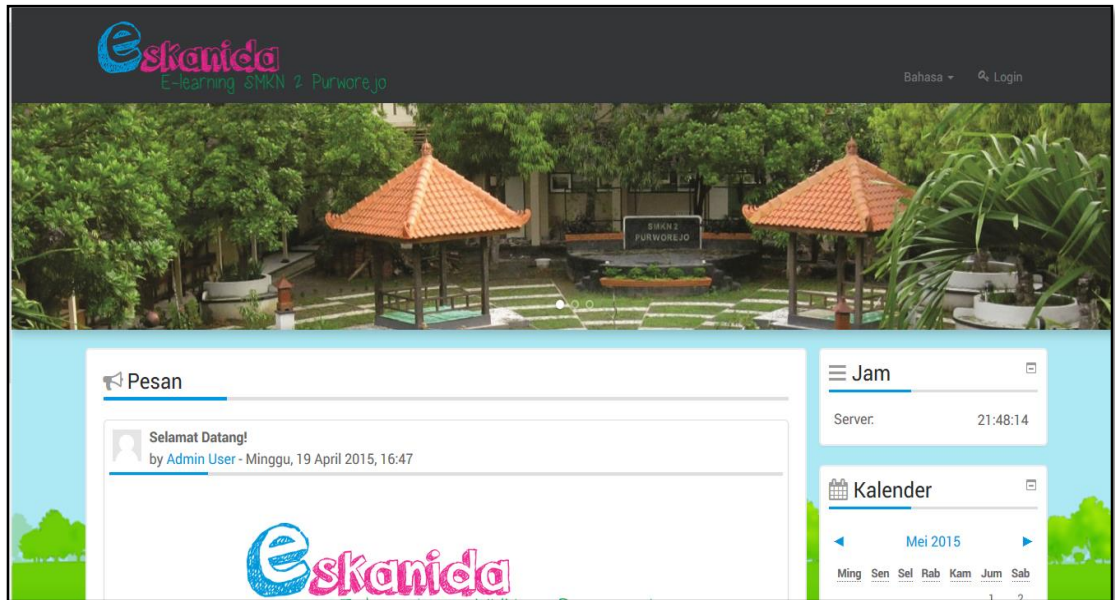 eskanida
E-learning SMKN 2 Purworejo
Bahasa
Login
SMKN 2
PURWOREJO
Pesan
Selamat Datang!
by Admin User - Minggu, 19 April 2015, 16:47
eskanida
Jam
Server: 21:48:14
Kalender
Mei 2015
Ming Sen Sel Rab Kam Jum Sab
1 2